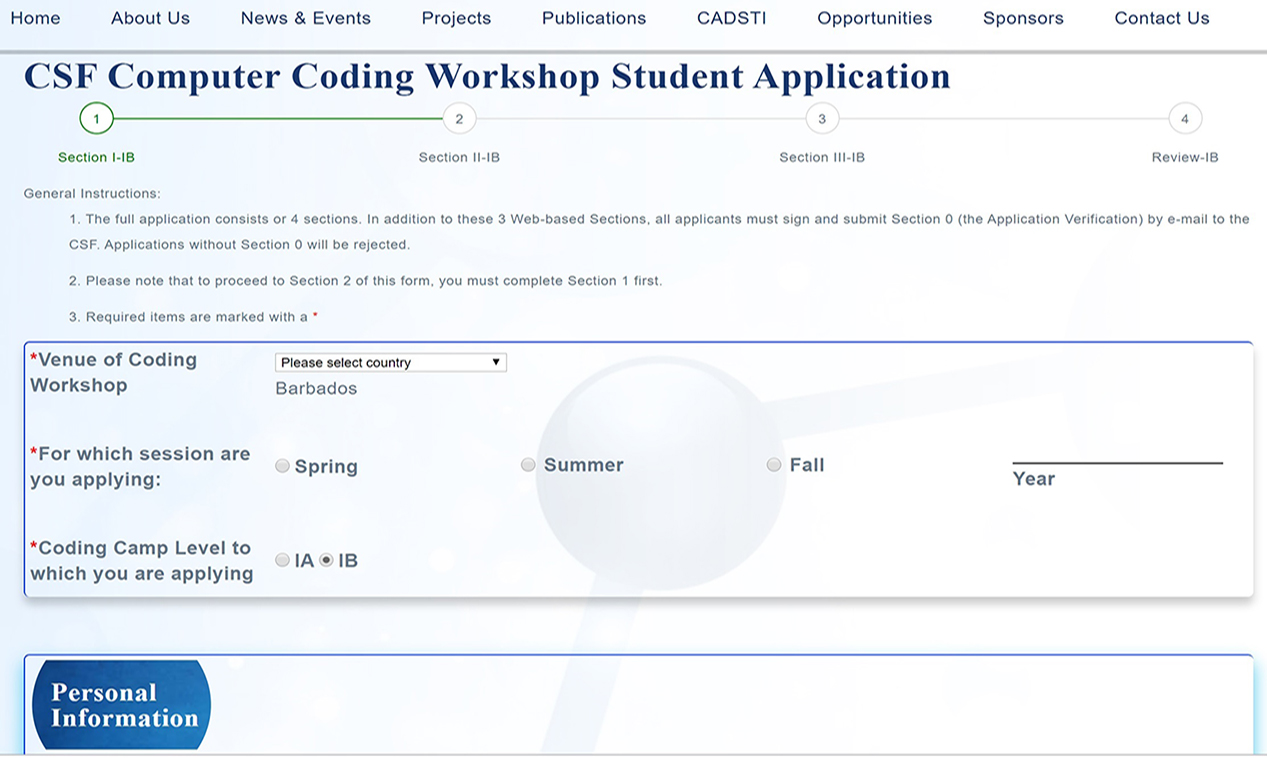 Home About Us News & Events Projects Publications CADSTI Opportunities Sponsors Contact Us
CSF Computer Coding Workshop Student Application
1 2 3 4
Section I-IB Section II-IB Section III-IB Review-IB
General Instructions:
1. The full application consists or 4 sections. In addition to these 3 Web-based Sections, all applicants must sign and submit Section 0 (the Application Verification) by e-mail to the
CSF. Applications without Section 0 will be rejected.
2. Please note that to proceed to Section 2 of this form, you must complete Section 1 first.
3. Required items are marked with a *
*Venue of Coding
Workshop
Please select country
Barbados
*For which session are
you applying:
Spring Summer Fall
Year
*Coding Camp Level to
which you are applying
IA IB
Personal
Information